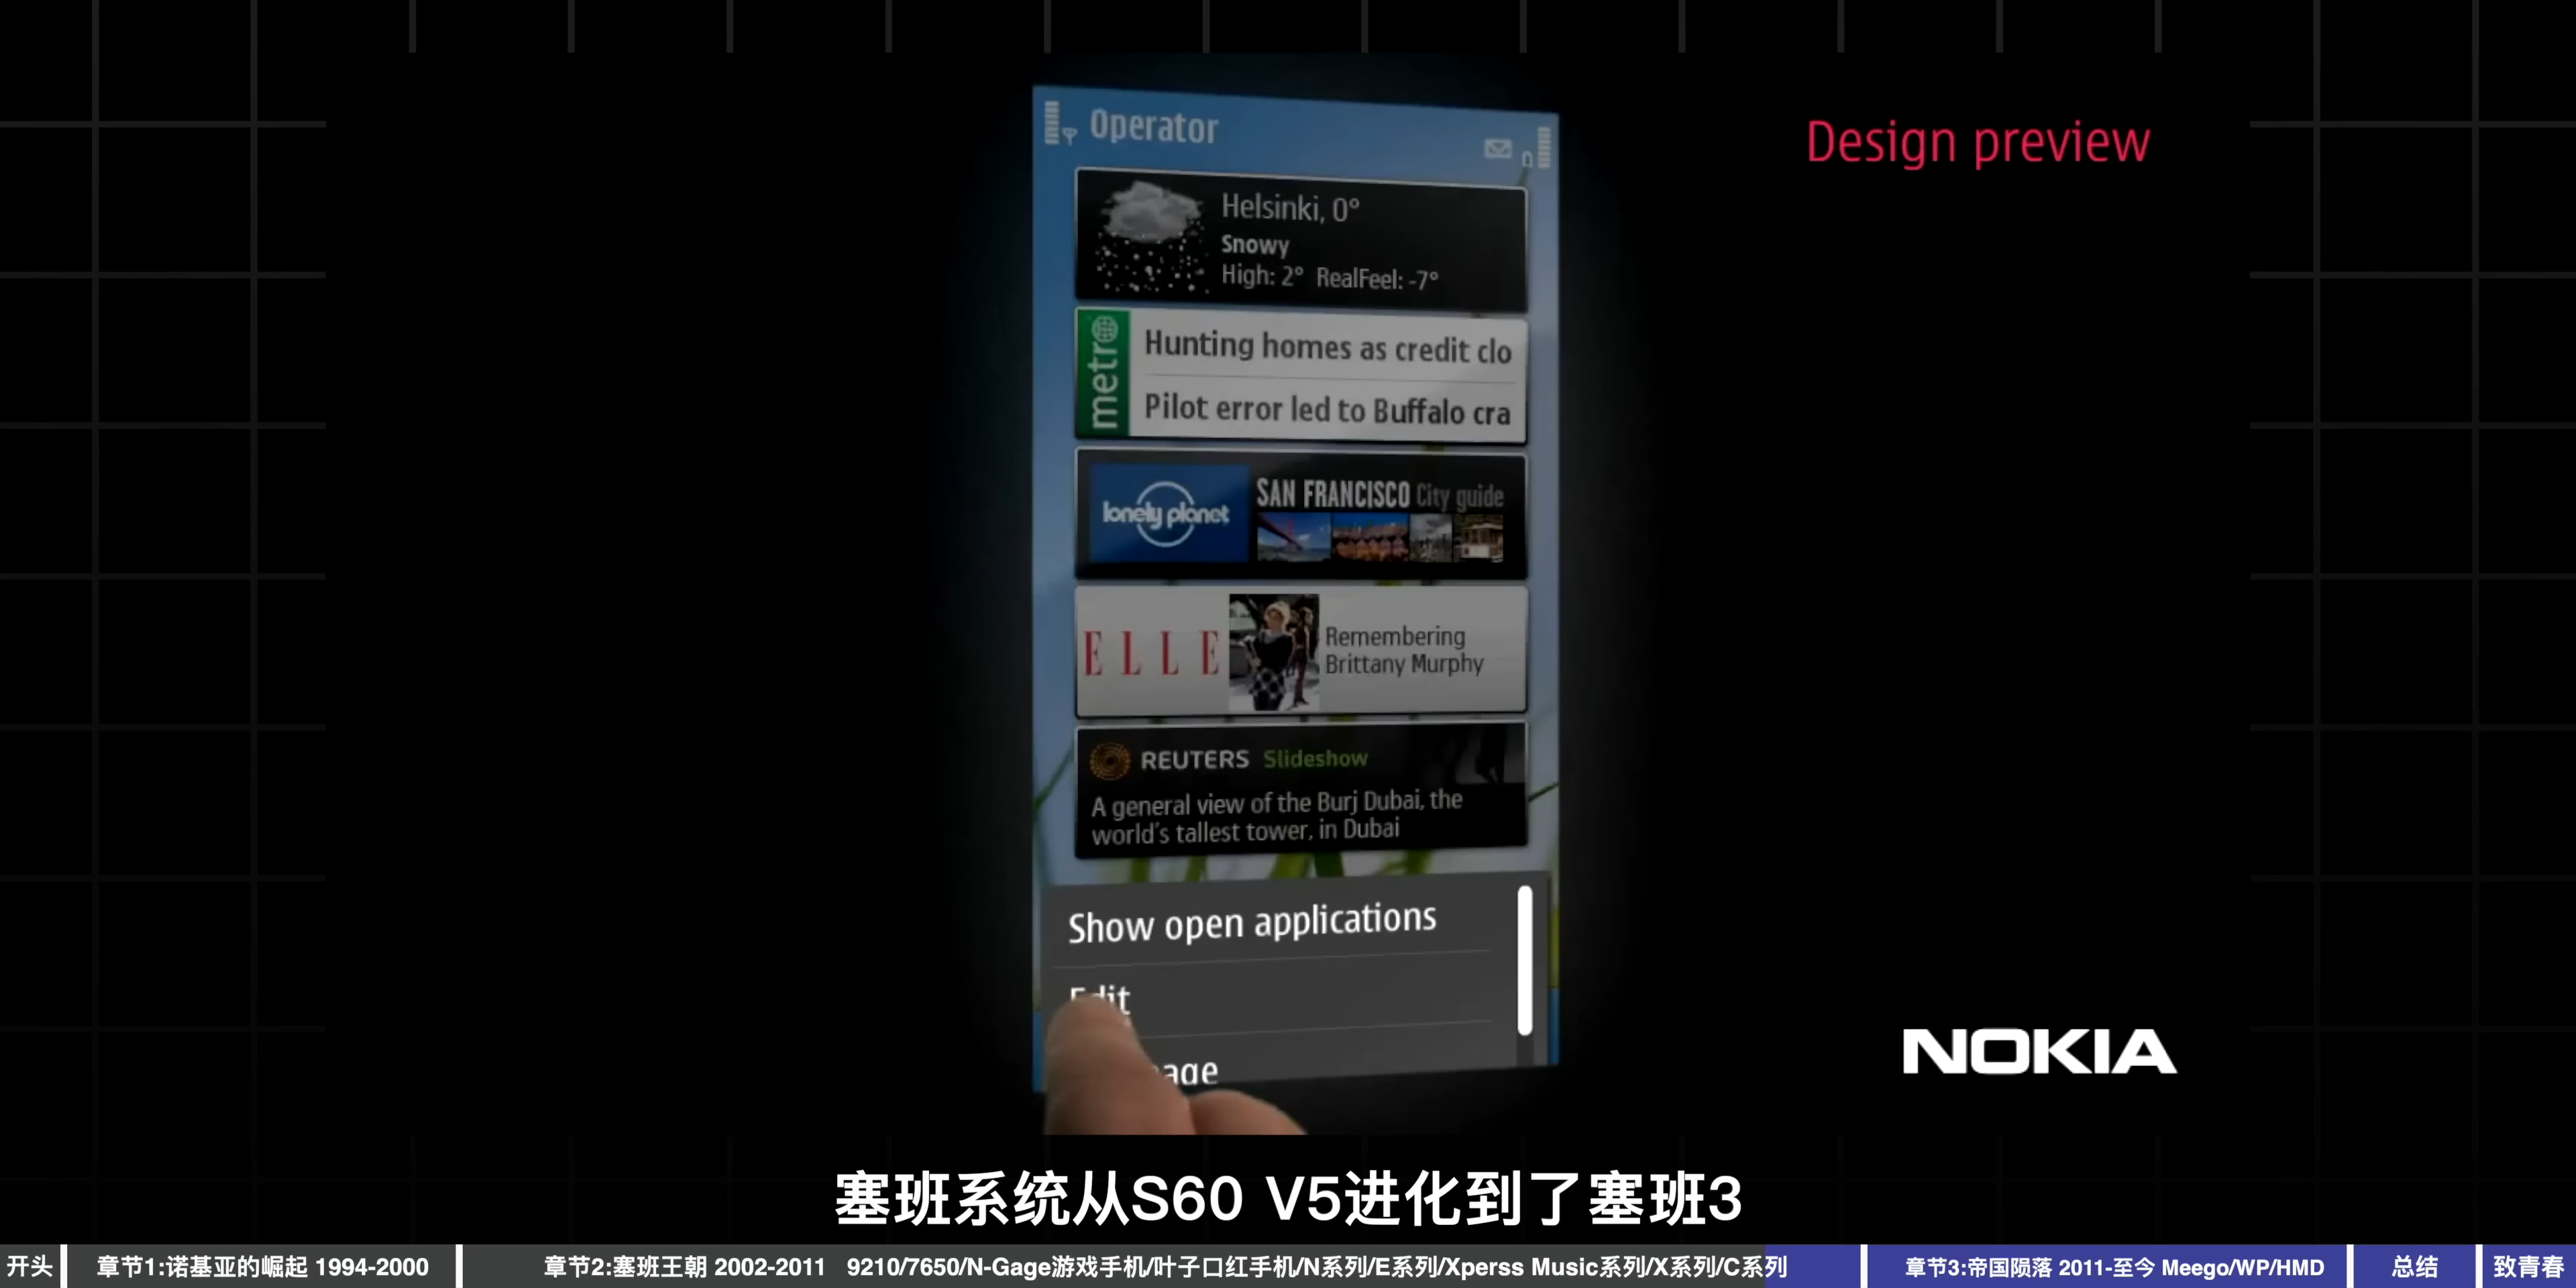 Operator
Design preview
Helsinki, 0°
Snowy
High: 2° RealFeel: -7°
metro
Hunting homes as credit clo
Pilot error led to Buffalo cra
lonely planet
SAN FRANCISCO City guide
ELLE
Remembering
Brittany Murphy
REUTERS Slideshow
A general view of the Burj Dubai, the
world's tallest tower, in Dubai
Show open applications
Edit
age
NOKIA
塞班系统从S60 V5进化到了塞班3
开头
章节1:诺基亚的崛起 1994-2000
章节2:塞班王朝 2002-2011 9210/7650/N-Gage游戏手机/叶子口红手机/N系列/E系列/Xperss Music系列/X系列/C系列
章节3:帝国陨落 2011-至今 Meego/WP/HMD
总结
致青春